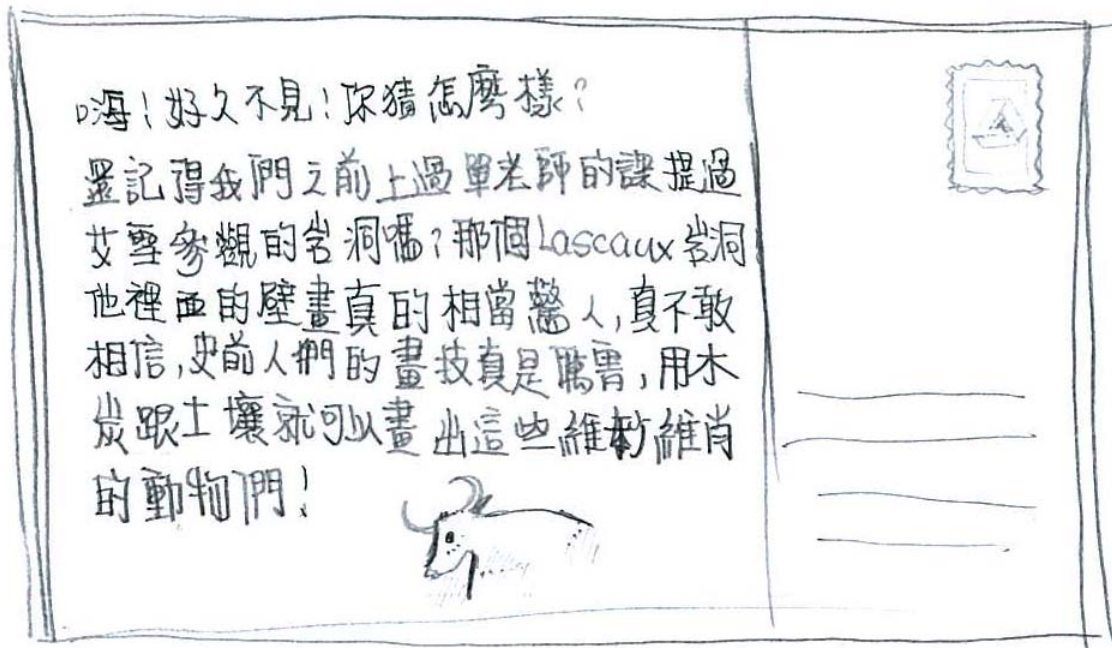 嗨!好久不見!你猜怎麼樣?
還記得我們之前上過單老師的課提過
艾要參觀的岩洞嗎?那個Lascaux岩洞
他裡面的壁畫真的相當驚人,真不敢
相信,史前人們的畫技真是厲害,用木
炭跟土壤就可以畫出這些維妙維肖
的動物們!